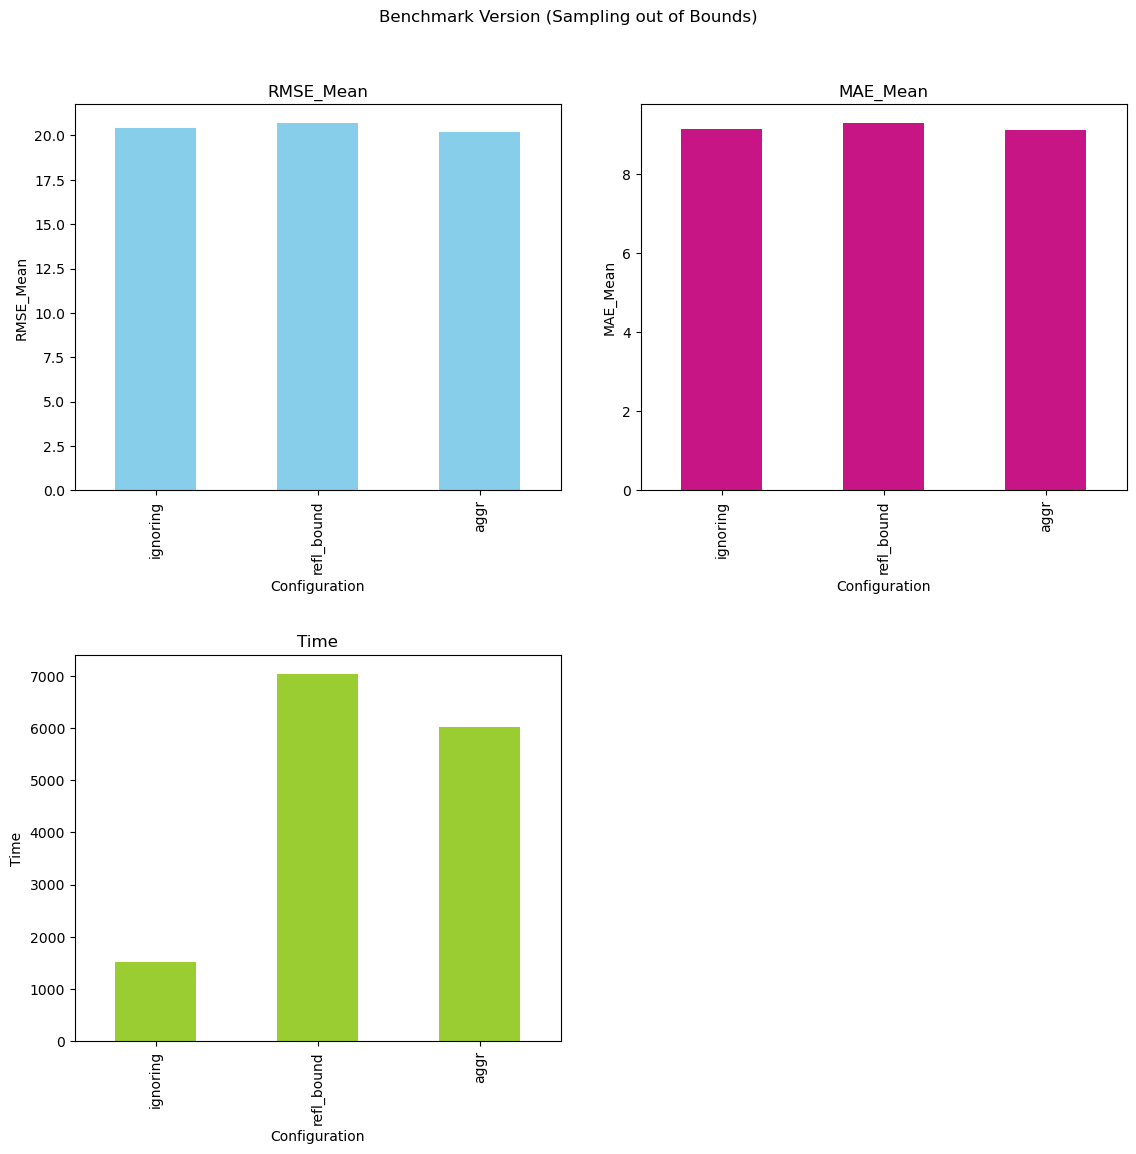 Benchmark Version (Sampling out of Bounds)
RMSE_Mean
20.0
17.5
15.0
12.5
10.0
7.5
5.0
2.5
0.0
RMSE_Mean
ignoring
refl_bound
aggr
Configuration
MAE_Mean
8
6
4
2
0
MAE_Mean
ignoring
refl_bound
aggr
Configuration
Time
7000
6000
5000
4000
3000
2000
1000
0
Time
ignoring
refl_bound
aggr
Configuration